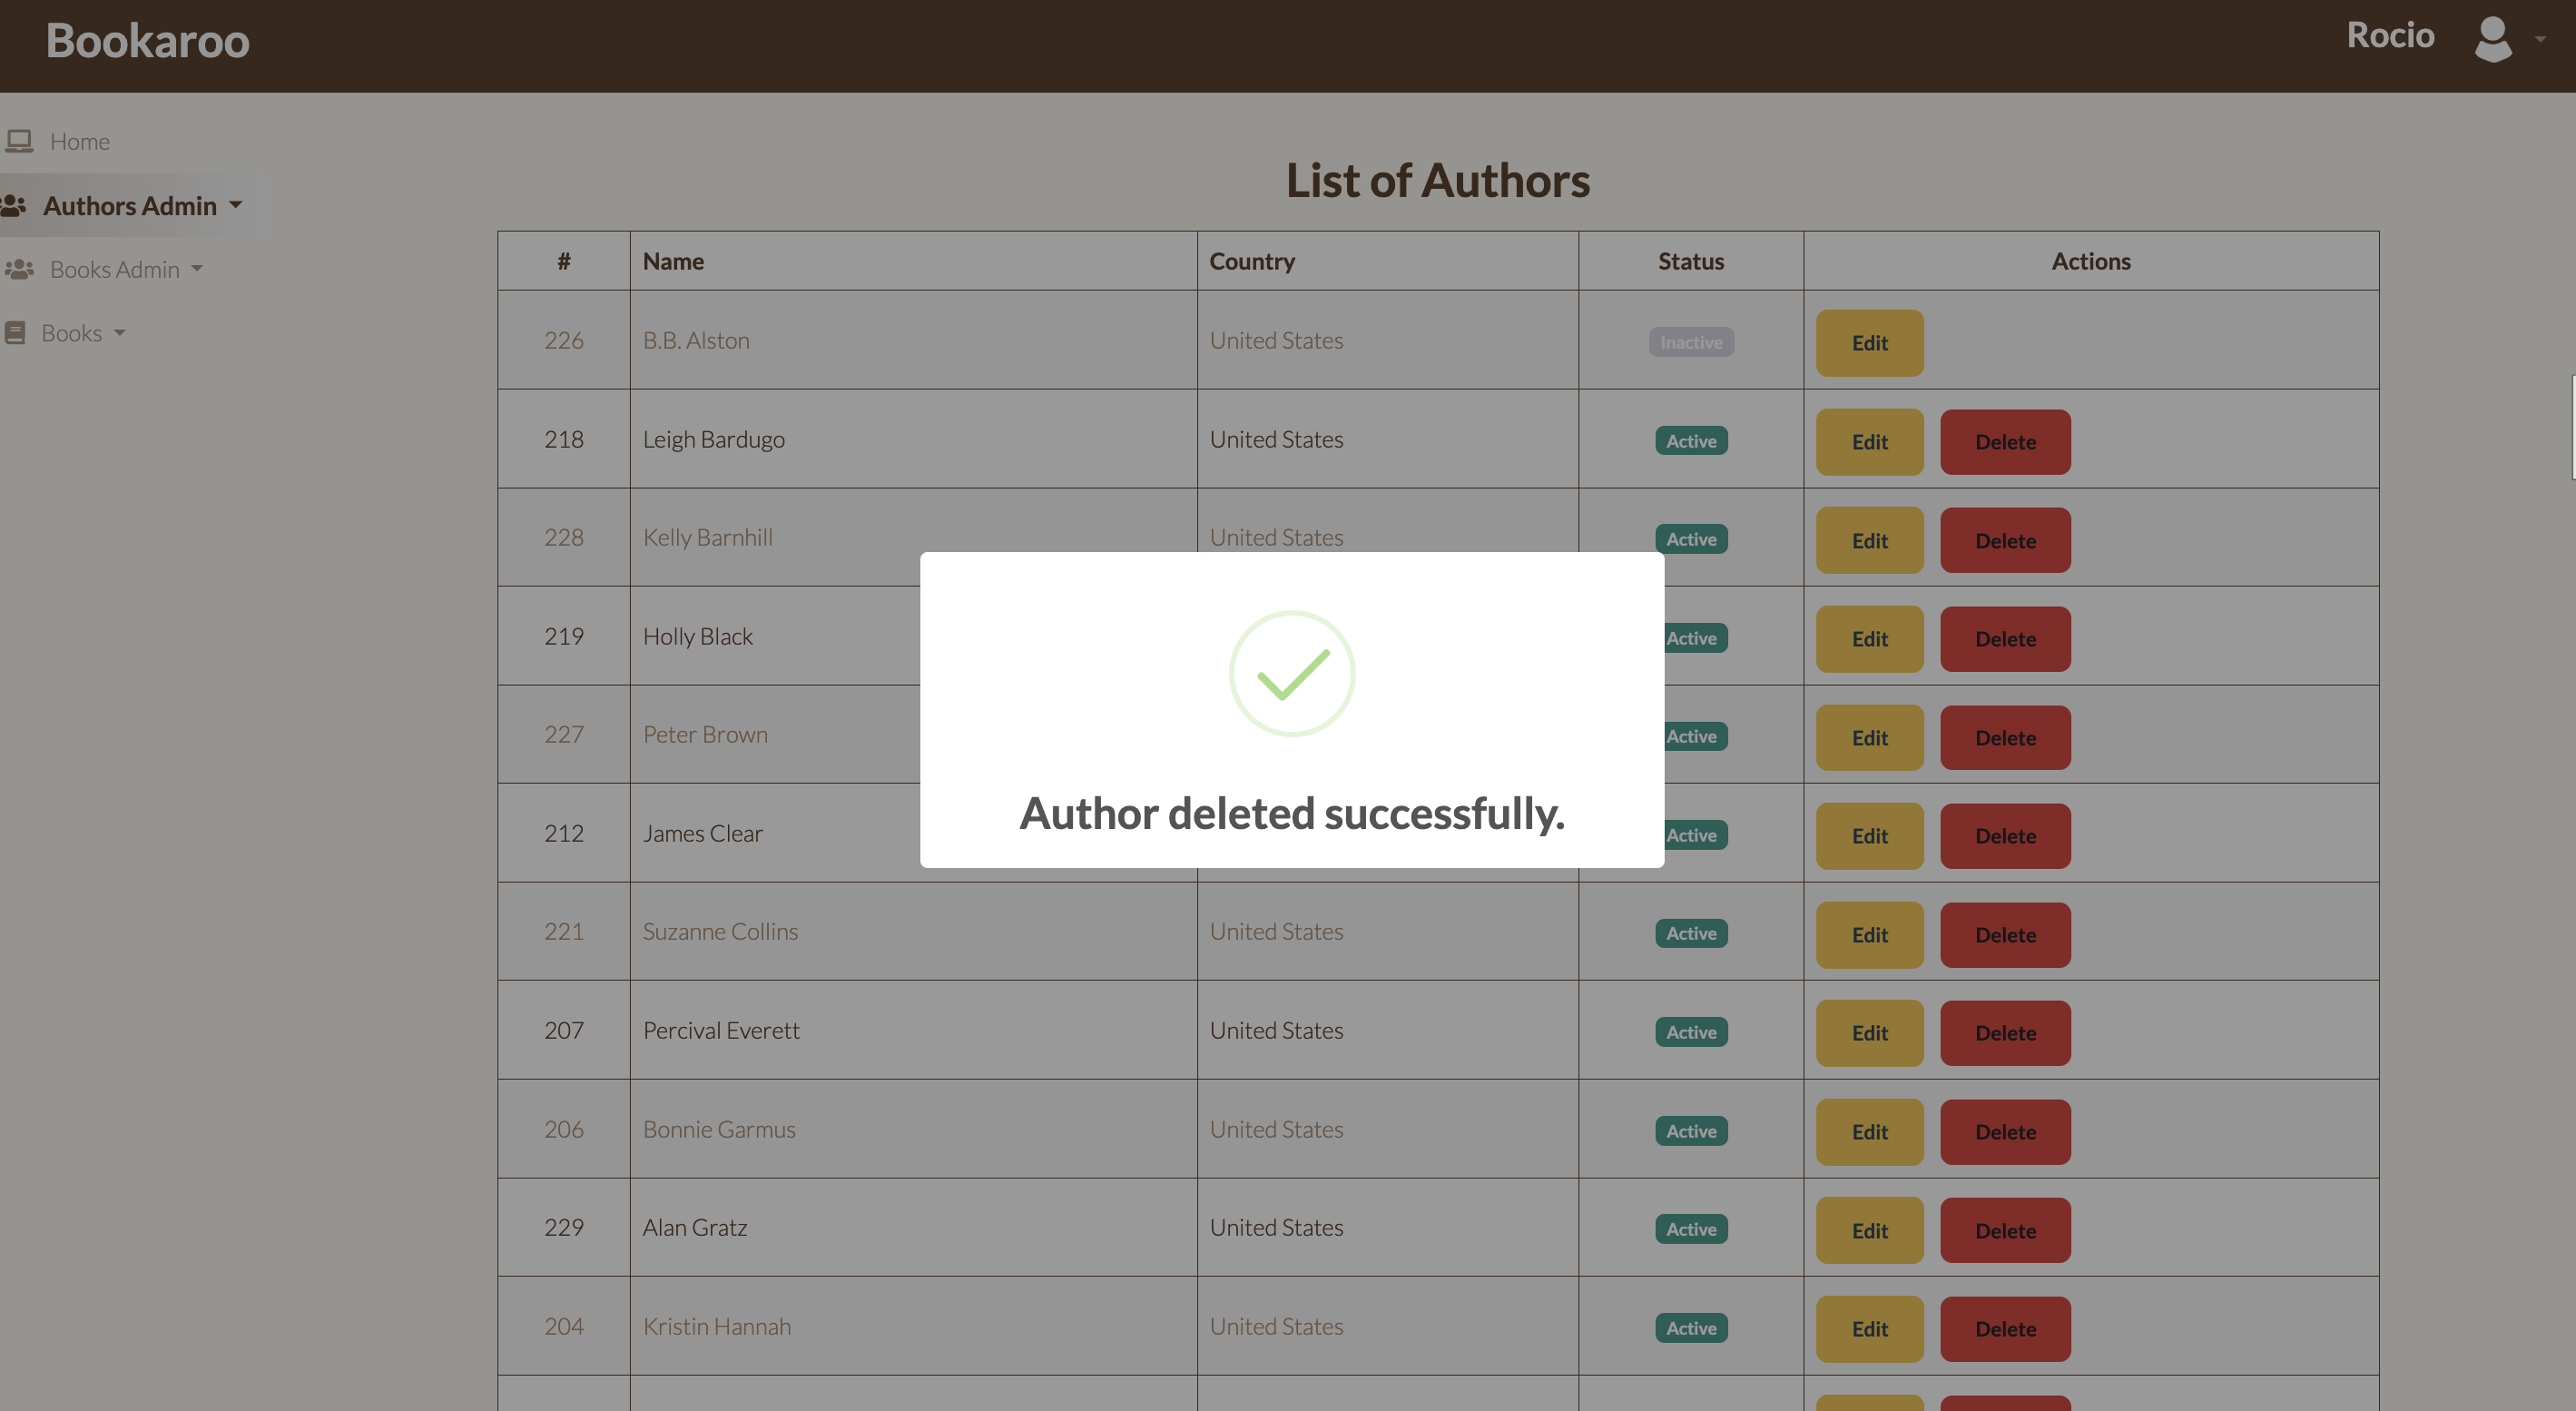 Bookaroo
Rocio
Home
Authors Admin
Books Admin
Books
List of Authors
# Name Country Status Actions
226 B.B. Alston United States Inactive Edit
218 Leigh Bardugo United States Active Edit Delete
228 Kelly Barnhill United States Active Edit Delete
219 Holly Black Active Edit Delete
227 Peter Brown Active Edit Delete
212 James Clear Active Edit Delete
Author deleted successfully.
221 Suzanne Collins United States Active Edit Delete
207 Percival Everett United States Active Edit Delete
206 Bonnie Garmus United States Active Edit Delete
229 Alan Gratz United States Active Edit Delete
204 Kristin Hannah United States Active Edit Delete